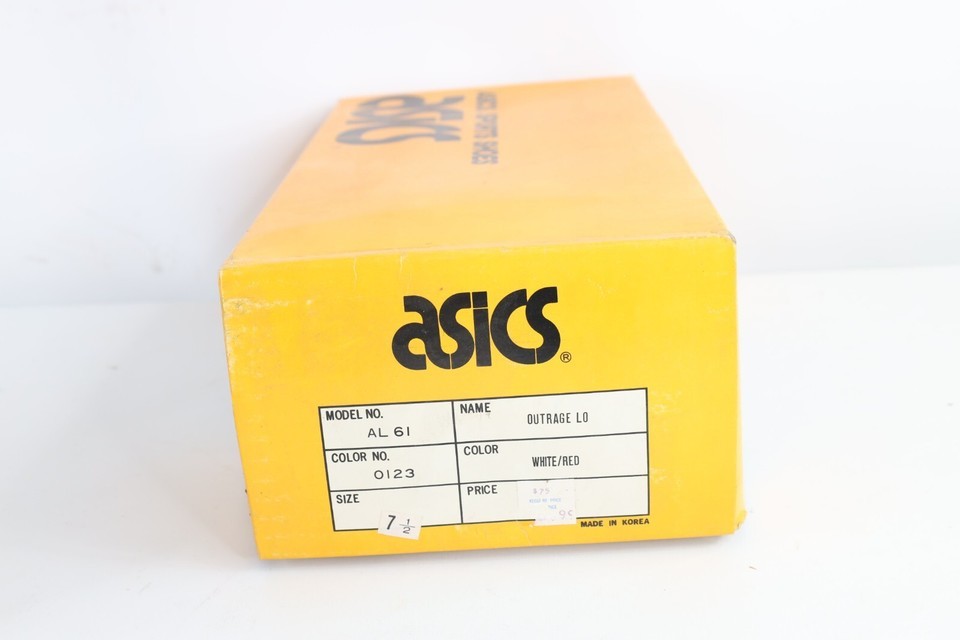 asics
ASICS SPORTS SHOES
asics®
MODEL NO. AL 61
NAME OUTRAGE LO
COLOR NO. 0123
COLOR WHITE/RED
SIZE 7 1/2
PRICE
MADE IN KOREA